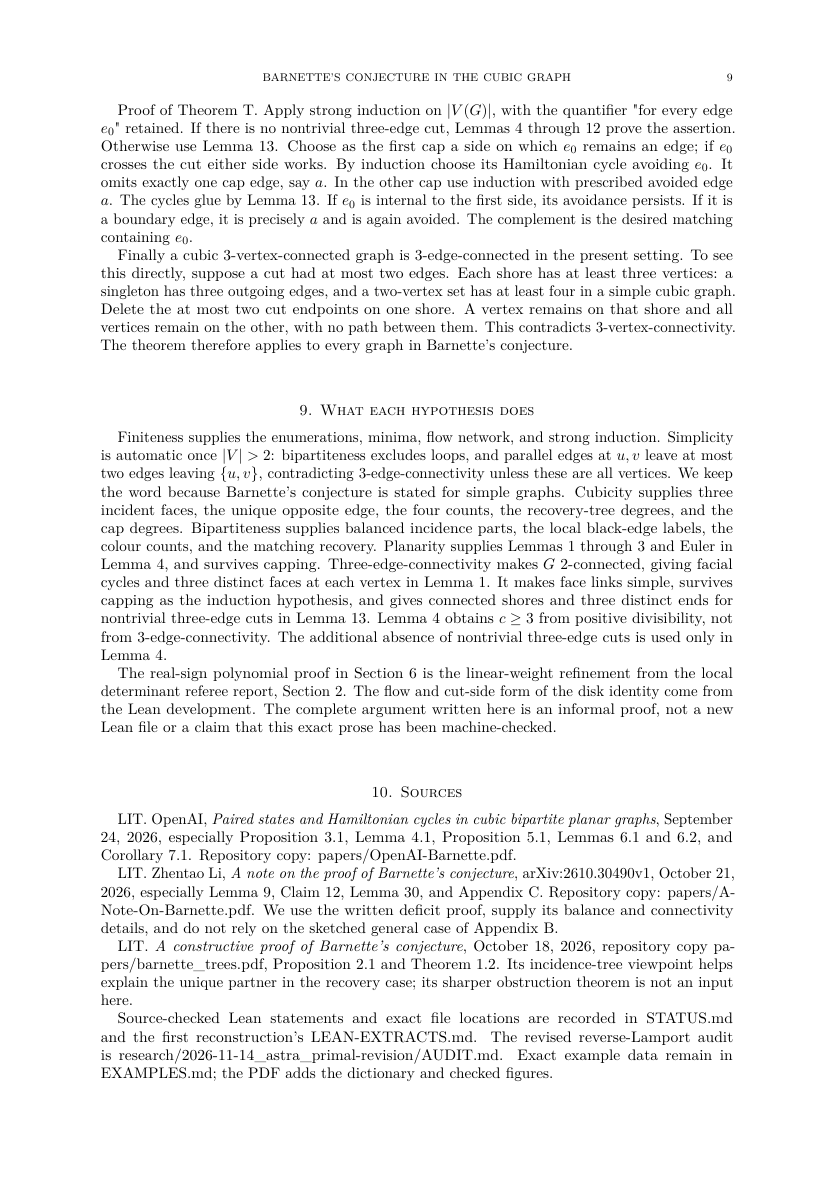 BARNETTE'S CONJECTURE IN THE CUBIC GRAPH 9
Proof of Theorem T. Apply strong induction on |V(G)|, with the quantifier "for every edge
e₀" retained. If there is no nontrivial three-edge cut, Lemmas 4 through 12 prove the assertion.
Otherwise use Lemma 13. Choose as the first cap a side on which e₀ remains an edge; if e₀
crosses the cut either side works. By induction choose its Hamiltonian cycle avoiding e₀. It
omits exactly one cap edge, say a. In the other cap use induction with prescribed avoided edge
a. The cycles glue by Lemma 13. If e₀ is internal to the first side, its avoidance persists. If it is
a boundary edge, it is precisely a and is again avoided. The complement is the desired matching
containing e₀.
Finally a cubic 3-vertex-connected graph is 3-edge-connected in the present setting. To see
this directly, suppose a cut had at most two edges. Each shore has at least three vertices: a
singleton has three outgoing edges, and a two-vertex set has at least four in a simple cubic graph.
Delete the at most two cut endpoints on one shore. A vertex remains on that shore and all
vertices remain on the other, with no path between them. This contradicts 3-vertex-connectivity.
The theorem therefore applies to every graph in Barnette's conjecture.
9. What each hypothesis does
Finiteness supplies the enumerations, minima, flow network, and strong induction. Simplicity
is automatic once |V| > 2: bipartiteness excludes loops, and parallel edges at u, v leave at most
two edges leaving {u, v}, contradicting 3-edge-connectivity unless these are all vertices. We keep
the word because Barnette's conjecture is stated for simple graphs. Cubicity supplies three
incident faces, the unique opposite edge, the four counts, the recovery-tree degrees, and the
cap degrees. Bipartiteness supplies balanced incidence parts, the local black-edge labels, the
colour counts, and the matching recovery. Planarity supplies Lemmas 1 through 3 and Euler in
Lemma 4, and survives capping. Three-edge-connectivity makes G 2-connected, giving facial
cycles and three distinct faces at each vertex in Lemma 1. It makes face links simple, survives
capping as the induction hypothesis, and gives connected shores and three distinct ends for
nontrivial three-edge cuts in Lemma 13. Lemma 4 obtains c ≥ 3 from positive divisibility, not
from 3-edge-connectivity. The additional absence of nontrivial three-edge cuts is used only in
Lemma 4.
The real-sign polynomial proof in Section 6 is the linear-weight refinement from the local
determinant referee report, Section 2. The flow and cut-side form of the disk identity come from
the Lean development. The complete argument written here is an informal proof, not a new
Lean file or a claim that this exact prose has been machine-checked.
10. Sources
LIT. OpenAI, Paired states and Hamiltonian cycles in cubic bipartite planar graphs, September
24, 2026, especially Proposition 3.1, Lemma 4.1, Proposition 5.1, Lemmas 6.1 and 6.2, and
Corollary 7.1. Repository copy: papers/OpenAI-Barnette.pdf.
LIT. Zhentao Li, A note on the proof of Barnette's conjecture, arXiv:2610.30490v1, October 21,
2026, especially Lemma 9, Claim 12, Lemma 30, and Appendix C. Repository copy: papers/A-
Note-On-Barnette.pdf. We use the written deficit proof, supply its balance and connectivity
details, and do not rely on the sketched general case of Appendix B.
LIT. A constructive proof of Barnette's conjecture, October 18, 2026, repository copy pa-
pers/barnette_trees.pdf, Proposition 2.1 and Theorem 1.2. Its incidence-tree viewpoint helps
explain the unique partner in the recovery case; its sharper obstruction theorem is not an input
here.
Source-checked Lean statements and exact file locations are recorded in STATUS.md
and the first reconstruction's LEAN-EXTRACTS.md. The revised reverse-Lamport audit
is research/2026-11-14_astra_primal-revision/AUDIT.md. Exact example data remain in
EXAMPLES.md; the PDF adds the dictionary and checked figures.